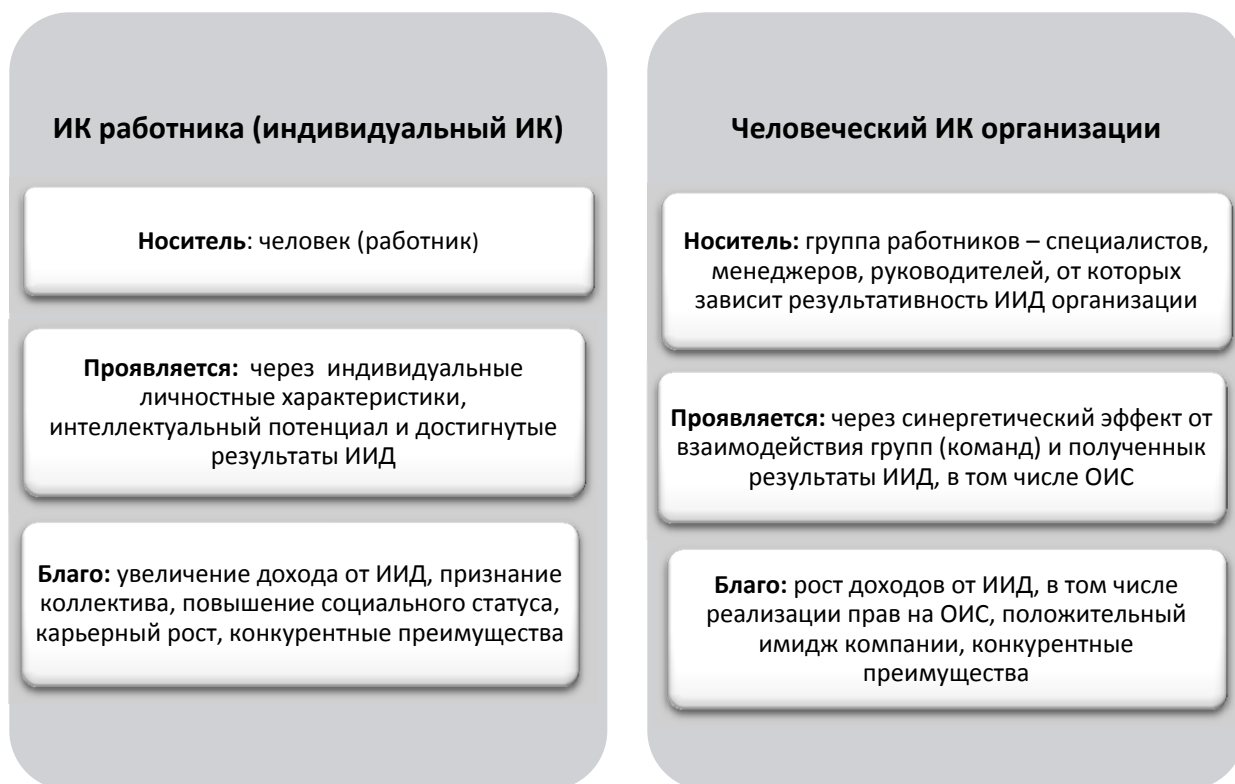 ИК работника (индивидуальный ИК)
Носитель: человек (работник)
Проявляется: через индивидуальные
личностные характеристики,
интеллектуальный потенциал и достигнутые
результаты ИИД
Благо: увеличение дохода от ИИД, признание
коллектива, повышение социального статуса,
карьерный рост, конкурентные преимущества
Человеческий ИК организации
Носитель: группа работников – специалистов,
менеджеров, руководителей, от которых
зависит результативность ИИД организации
Проявляется: через синергетический эффект от
взаимодействия групп (команд) и полученнык
результаты ИИД, в том числе ОИС
Благо: рост доходов от ИИД, в том числе
реализации прав на ОИС, положительный
имидж компании, конкурентные
преимущества